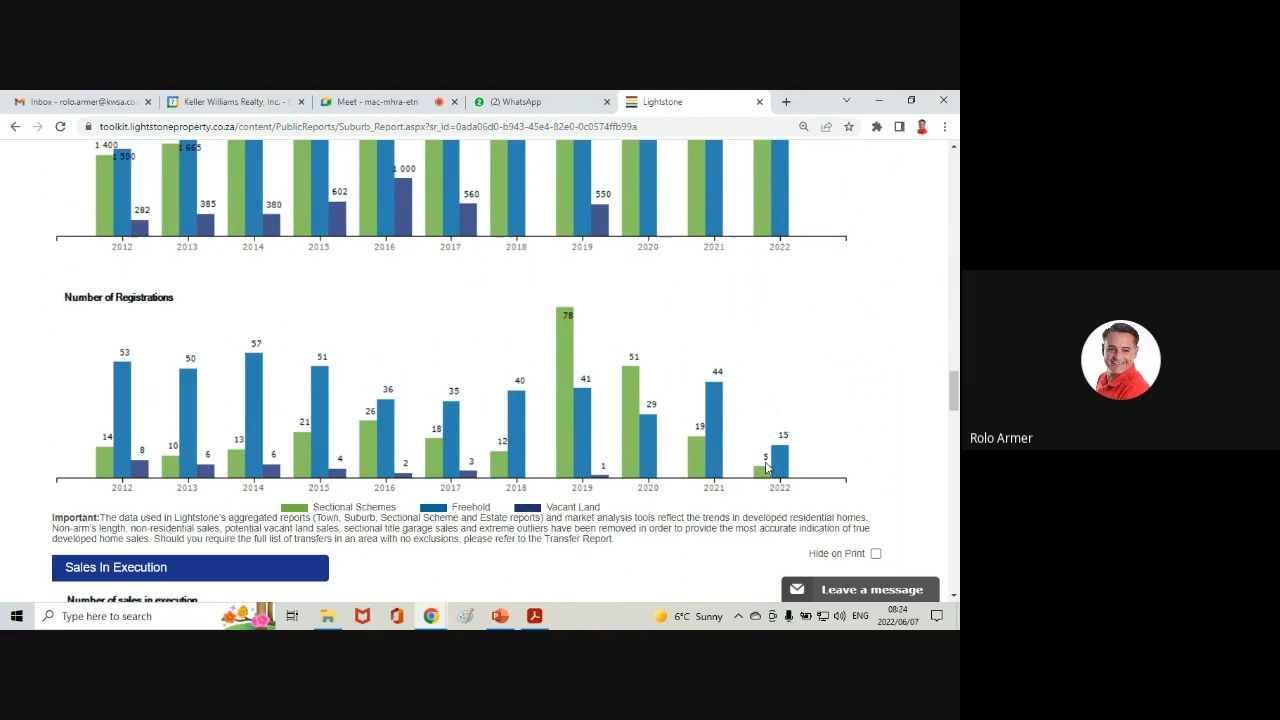 Inbox - rolo.armer@kwsa.co.
Keller Williams Realty, Inc. - C
Meet - mac-mhra-etn
(2) WhatsApp
Lightstone
toolkit.lightstoneproperty.co.za/content/PublicReports/Suburb_Report.aspx?sr_id=0ada06d0-b943-45e4-82e0-0c0574ffb99a
1 400 1 500 282 1 665 385 380 602 1 000 560 550
2012 2013 2014 2015 2016 2017 2018 2019 2020 2021 2022
Number of Registrations
14 53 8 10 50 6 13 57 6 21 51 4 26 36 2 18 35 3 12 40 78 41 1 51 29 19 44 5 15
2012 2013 2014 2015 2016 2017 2018 2019 2020 2021 2022
Sectional Schemes Freehold Vacant Land
Important:The data used in Lightstone's aggregated reports (Town, Suburb, Sectional Scheme and Estate reports) and market analysis tools reflect the trends in developed residential homes.
Non-arm's length, non-residential sales, potential vacant land sales, sectional title garage sales and extreme outliers have been removed in order to provide the most accurate indication of true
developed home sales. Should you require the full list of transfers in an area with no exclusions, please refer to the Transfer Report.
Hide on Print
Sales In Execution
Leave a message
Number of sales in execution
Type here to search
6°C Sunny
ENG
08:24
2022/06/07
Rolo Armer